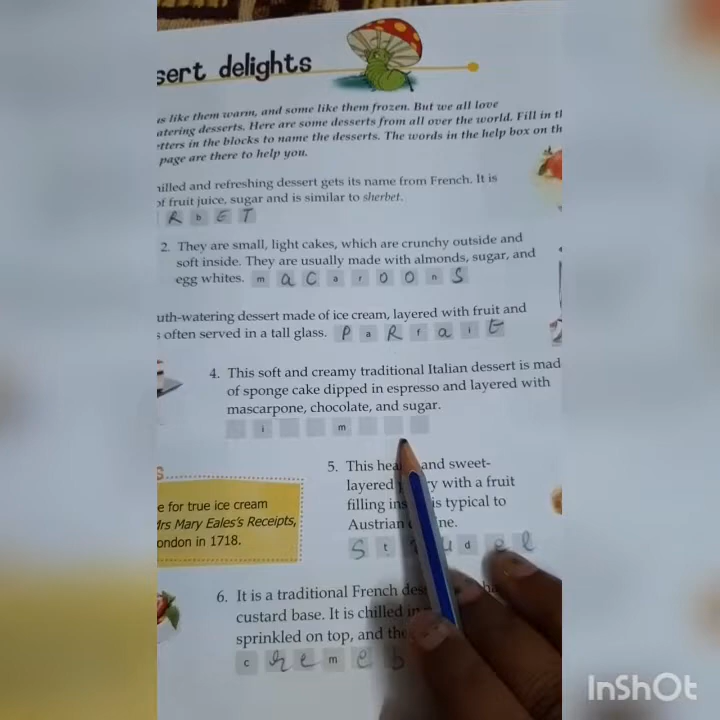 sert delights
us like them warm, and some like them frozen. But we all love
atering desserts. Here are some desserts from all over the world. Fill in th
etters in the blocks to name the desserts. The words in the help box on th
page are there to help you.
hilled and refreshing dessert gets its name from French. It is
of fruit juice, sugar and is similar to sherbet.
R b E T
2. They are small, light cakes, which are crunchy outside and
soft inside. They are usually made with almonds, sugar, and
egg whites. m a C a r O O n S
uth-watering dessert made of ice cream, layered with fruit and
s often served in a tall glass. P a R f a i t
4. This soft and creamy traditional Italian dessert is mad
of sponge cake dipped in espresso and layered with
mascarpone, chocolate, and sugar.
i m
5. This hea and sweet-
layered ry with a fruit
filling ins is typical to
Austrian ne.
S t u d e l
S
e for true ice cream
Mrs Mary Eales's Receipts,
ondon in 1718.
6. It is a traditional French des ba
custard base. It is chilled in
sprinkled on top, and the
c r e m e b
InShOt